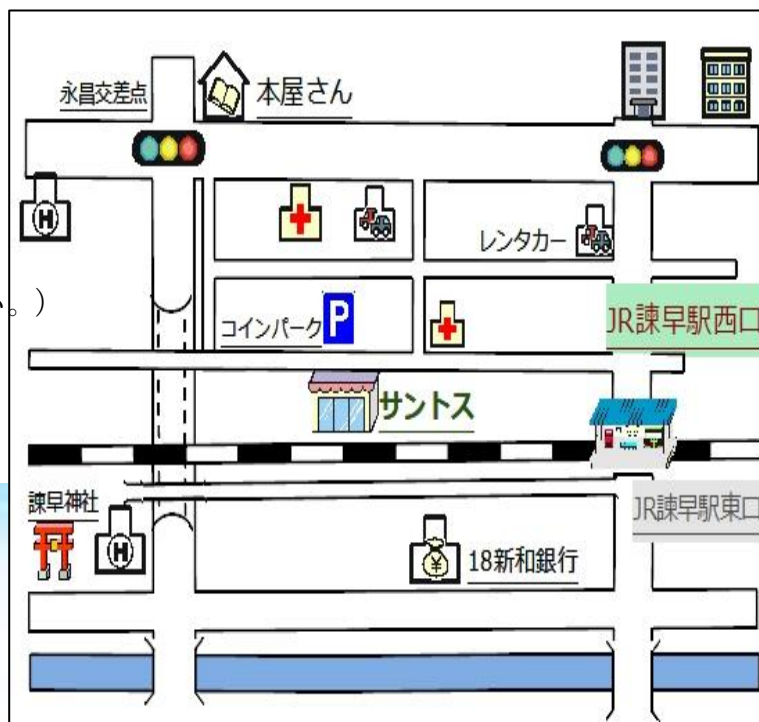 永昌交差点
本屋さん
H
レンタカー
。)
コインパーク P
JR諫早駅西口
サントス
諫早神社
H
JR諫早駅東口
¥
18新和銀行